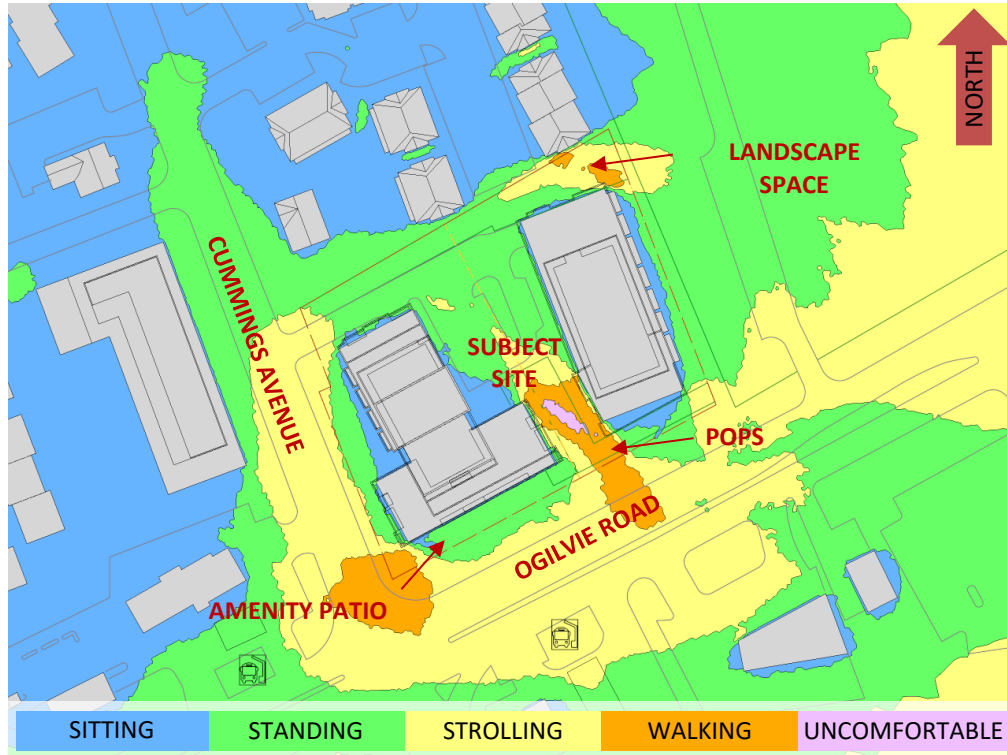 NORTH
LANDSCAPE
SPACE
CUMMINGS AVENUE
SUBJECT
SITE
POPS
OGILVIE ROAD
AMENITY PATIO
SITTING
STANDING
STROLLING
WALKING
UNCOMFORTABLE